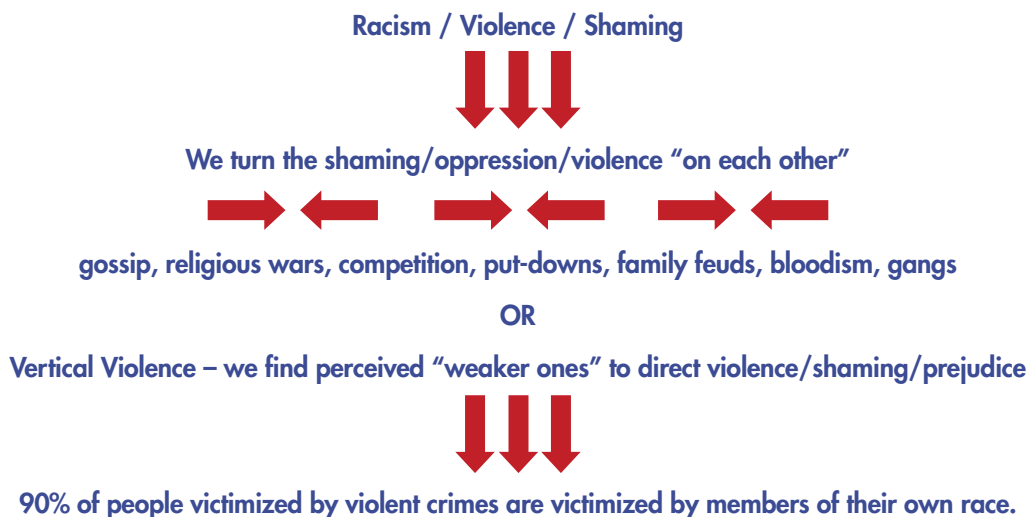 Racism / Violence / Shaming
We turn the shaming/oppression/violence “on each other”
gossip, religious wars, competition, put-downs, family feuds, bloodism, gangs
OR
Vertical Violence – we find perceived “weaker ones” to direct violence/shaming/prejudice
90% of people victimized by violent crimes are victimized by members of their own race.